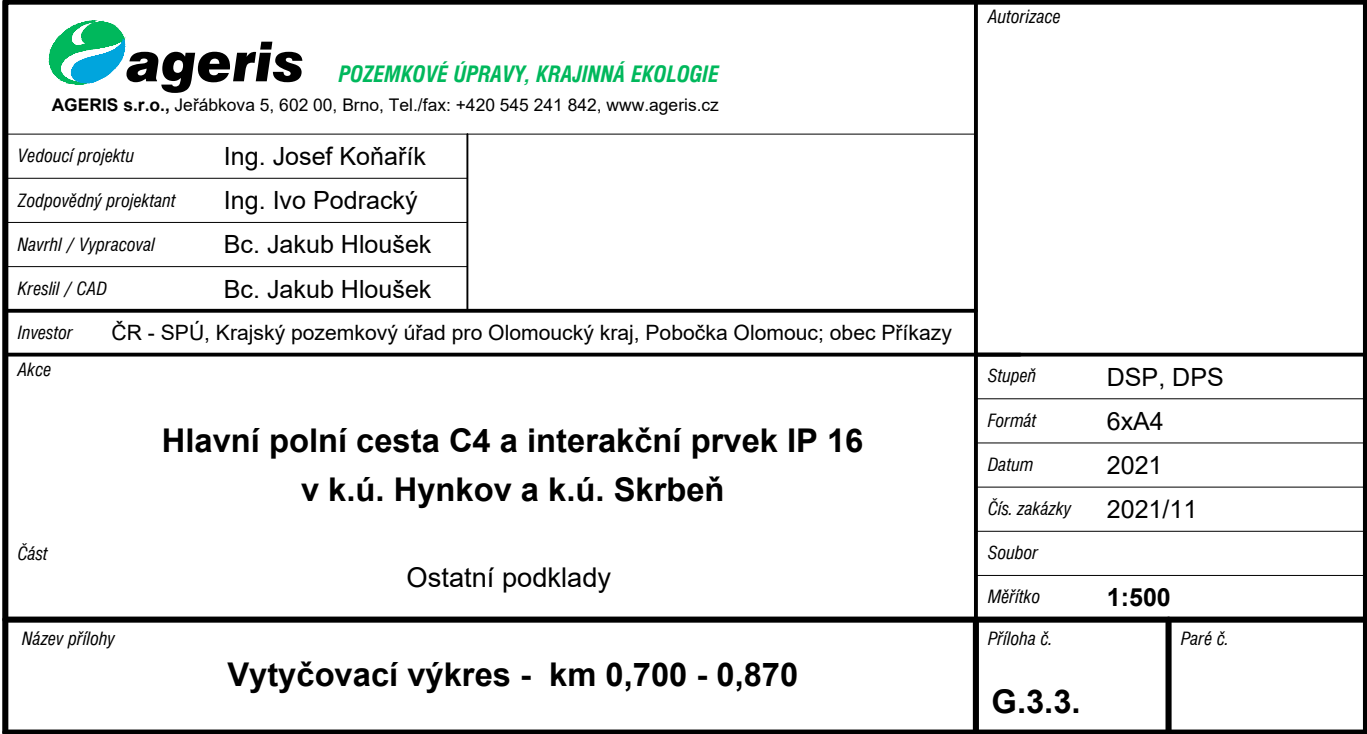 ageris POZEMKOVÉ ÚPRAVY, KRAJINNÁ EKOLOGIE
AGERIS s.r.o., Jeřábkova 5, 602 00, Brno, Tel./fax: +420 545 241 842, www.ageris.cz
Autorizace
Vedoucí projektu Ing. Josef Koňařík
Zodpovědný projektant Ing. Ivo Podracký
Navrhl / Vypracoval Bc. Jakub Hloušek
Kreslil / CAD Bc. Jakub Hloušek
Investor ČR - SPÚ, Krajský pozemkový úřad pro Olomoucký kraj, Pobočka Olomouc; obec Příkazy
Akce
Hlavní polní cesta C4 a interakční prvek IP 16
v k.ú. Hynkov a k.ú. Skrbeň
Část
Ostatní podklady
Stupeň DSP, DPS
Formát 6xA4
Datum 2021
Čís. zakázky 2021/11
Soubor
Měřítko 1:500
Název přílohy
Vytyčovací výkres - km 0,700 - 0,870
Příloha č.
G.3.3.
Paré č.